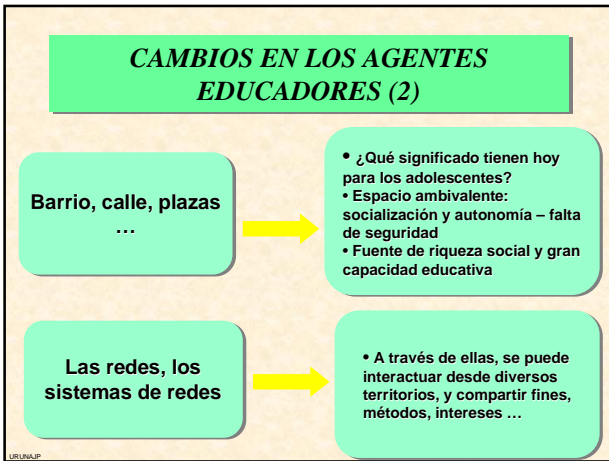 CAMBIOS EN LOS AGENTES
EDUCADORES (2)
Barrio, calle, plazas
…
• ¿Qué significado tienen hoy
para los adolescentes?
• Espacio ambivalente:
socialización y autonomía – falta
de seguridad
• Fuente de riqueza social y gran
capacidad educativa
Las redes, los
sistemas de redes
• A través de ellas, se puede
interactuar desde diversos
territorios, y compartir fines,
métodos, intereses …
URUNAJP